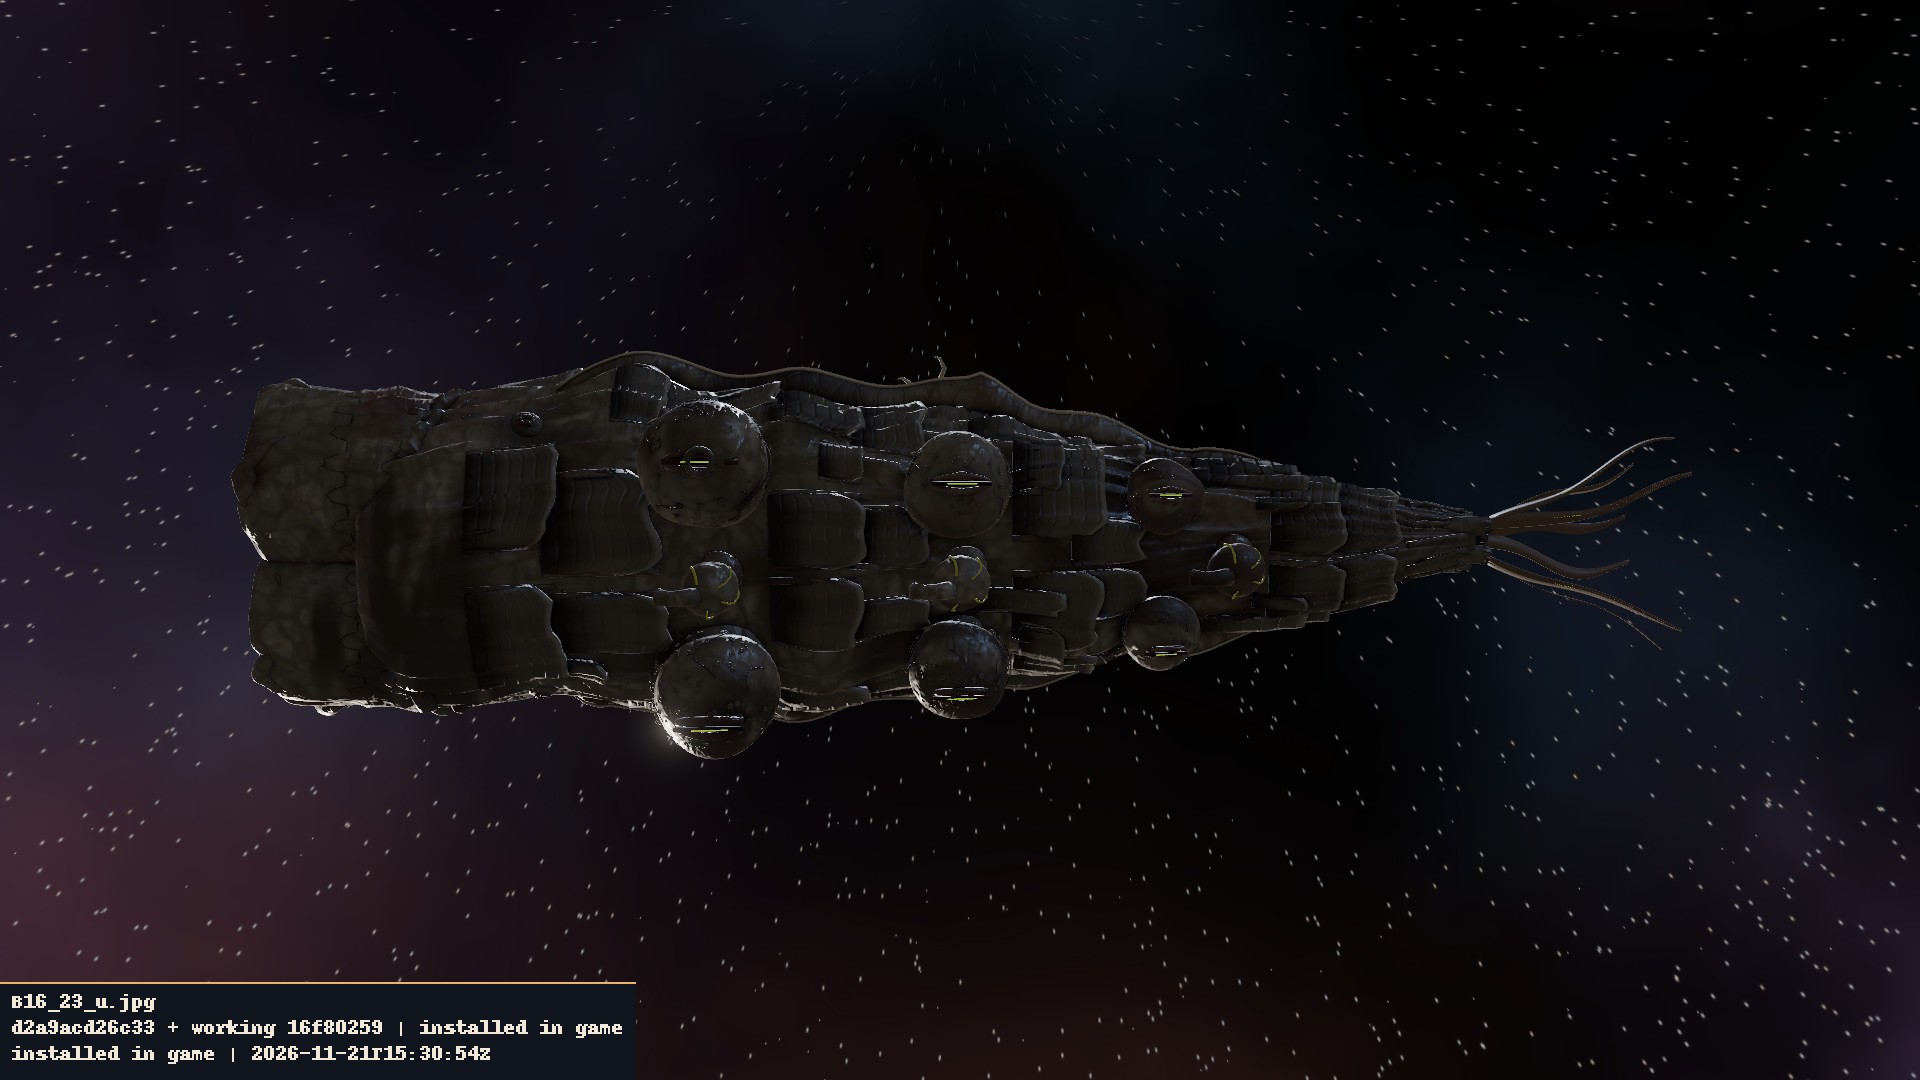 B16_23_u.jpg
d2a9acd26c33 + working 16f80259 | installed in game
installed in game | 2026-11-21T15:30:54Z